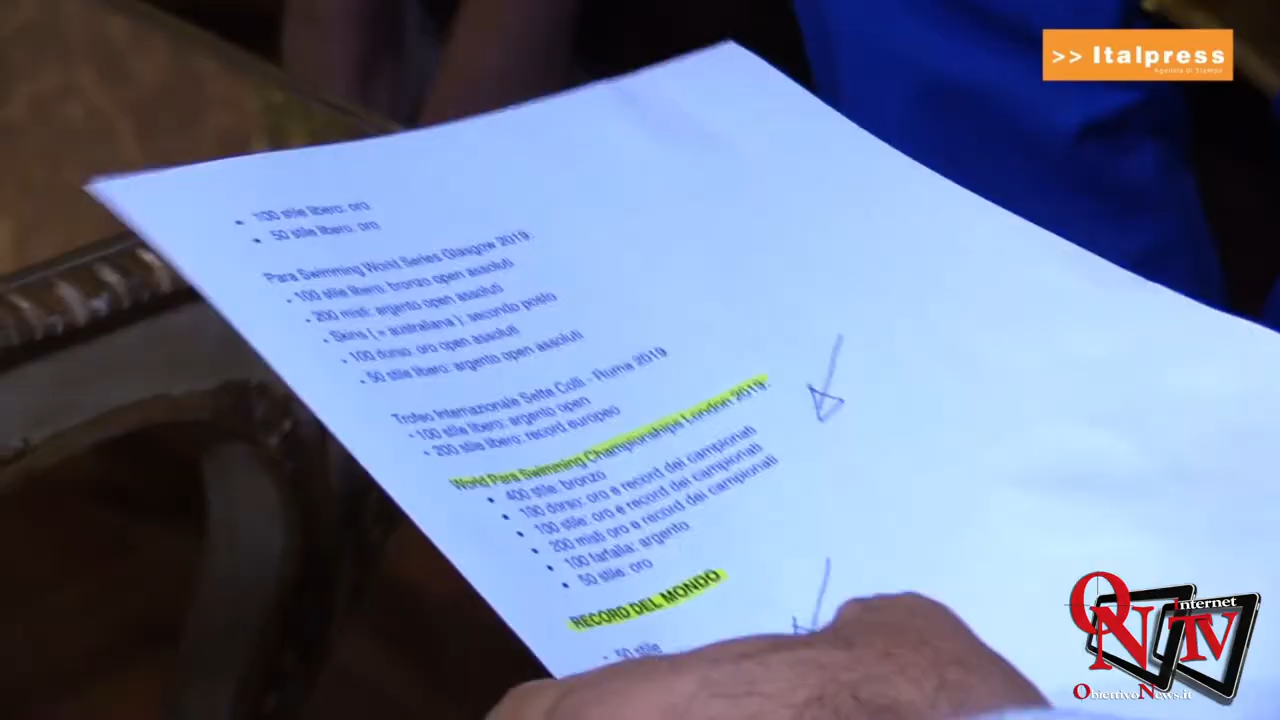 >> Italpress
Agenzia di Stampa
• 100 stile libero: oro
• 50 stile libero: oro
Para Swimming World Series Glasgow 2019:
• 100 stile libero: bronzo open assoluti
• 200 misti: argento open assoluti
• Skins ( = australiana ): secondo posto
• 100 dorso: oro open assoluti
• 50 stile libero: argento open assoluti
Trofeo Internazionale Sette Colli - Roma 2019
• 100 stile libero: argento open
• 200 stile libero: record europeo
World Para Swimming Championships London 2019:
• 400 stile: bronzo
• 100 dorso: oro e record dei campionati
• 100 stile: oro e record dei campionati
• 200 misti oro e record dei campionati
• 100 farfalla: argento
• 50 stile: oro
RECORD DEL MONDO
• 50 stile
ON Internet TV
ObiettivoNews.it